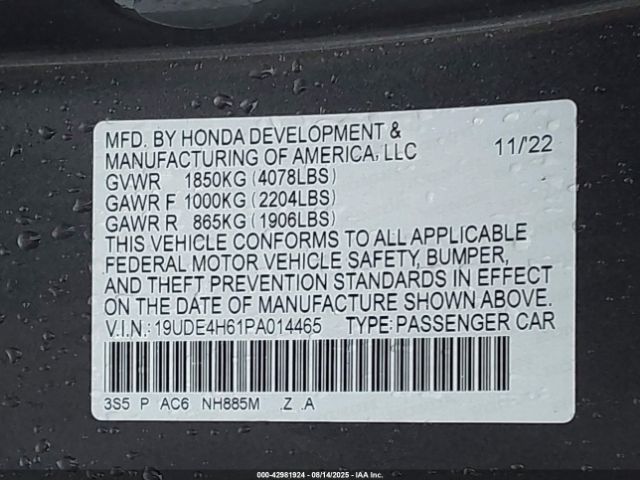 MFD. BY HONDA DEVELOPMENT &
MANUFACTURING OF AMERICA, LLC 11/'22
GVWR 1850KG (4078LBS)
GAWR F 1000KG (2204LBS)
GAWR R 865KG (1906LBS)
THIS VEHICLE CONFORMS TO ALL APPLICABLE
FEDERAL MOTOR VEHICLE SAFETY, BUMPER,
AND THEFT PREVENTION STANDARDS IN EFFECT
ON THE DATE OF MANUFACTURE SHOWN ABOVE.
V.I.N.: 19UDE4H61PA014465 TYPE: PASSENGER CAR
3S5 P AC6 NH885M .Z .A
000-42981924 | 08/14/2025 | IAA Inc.